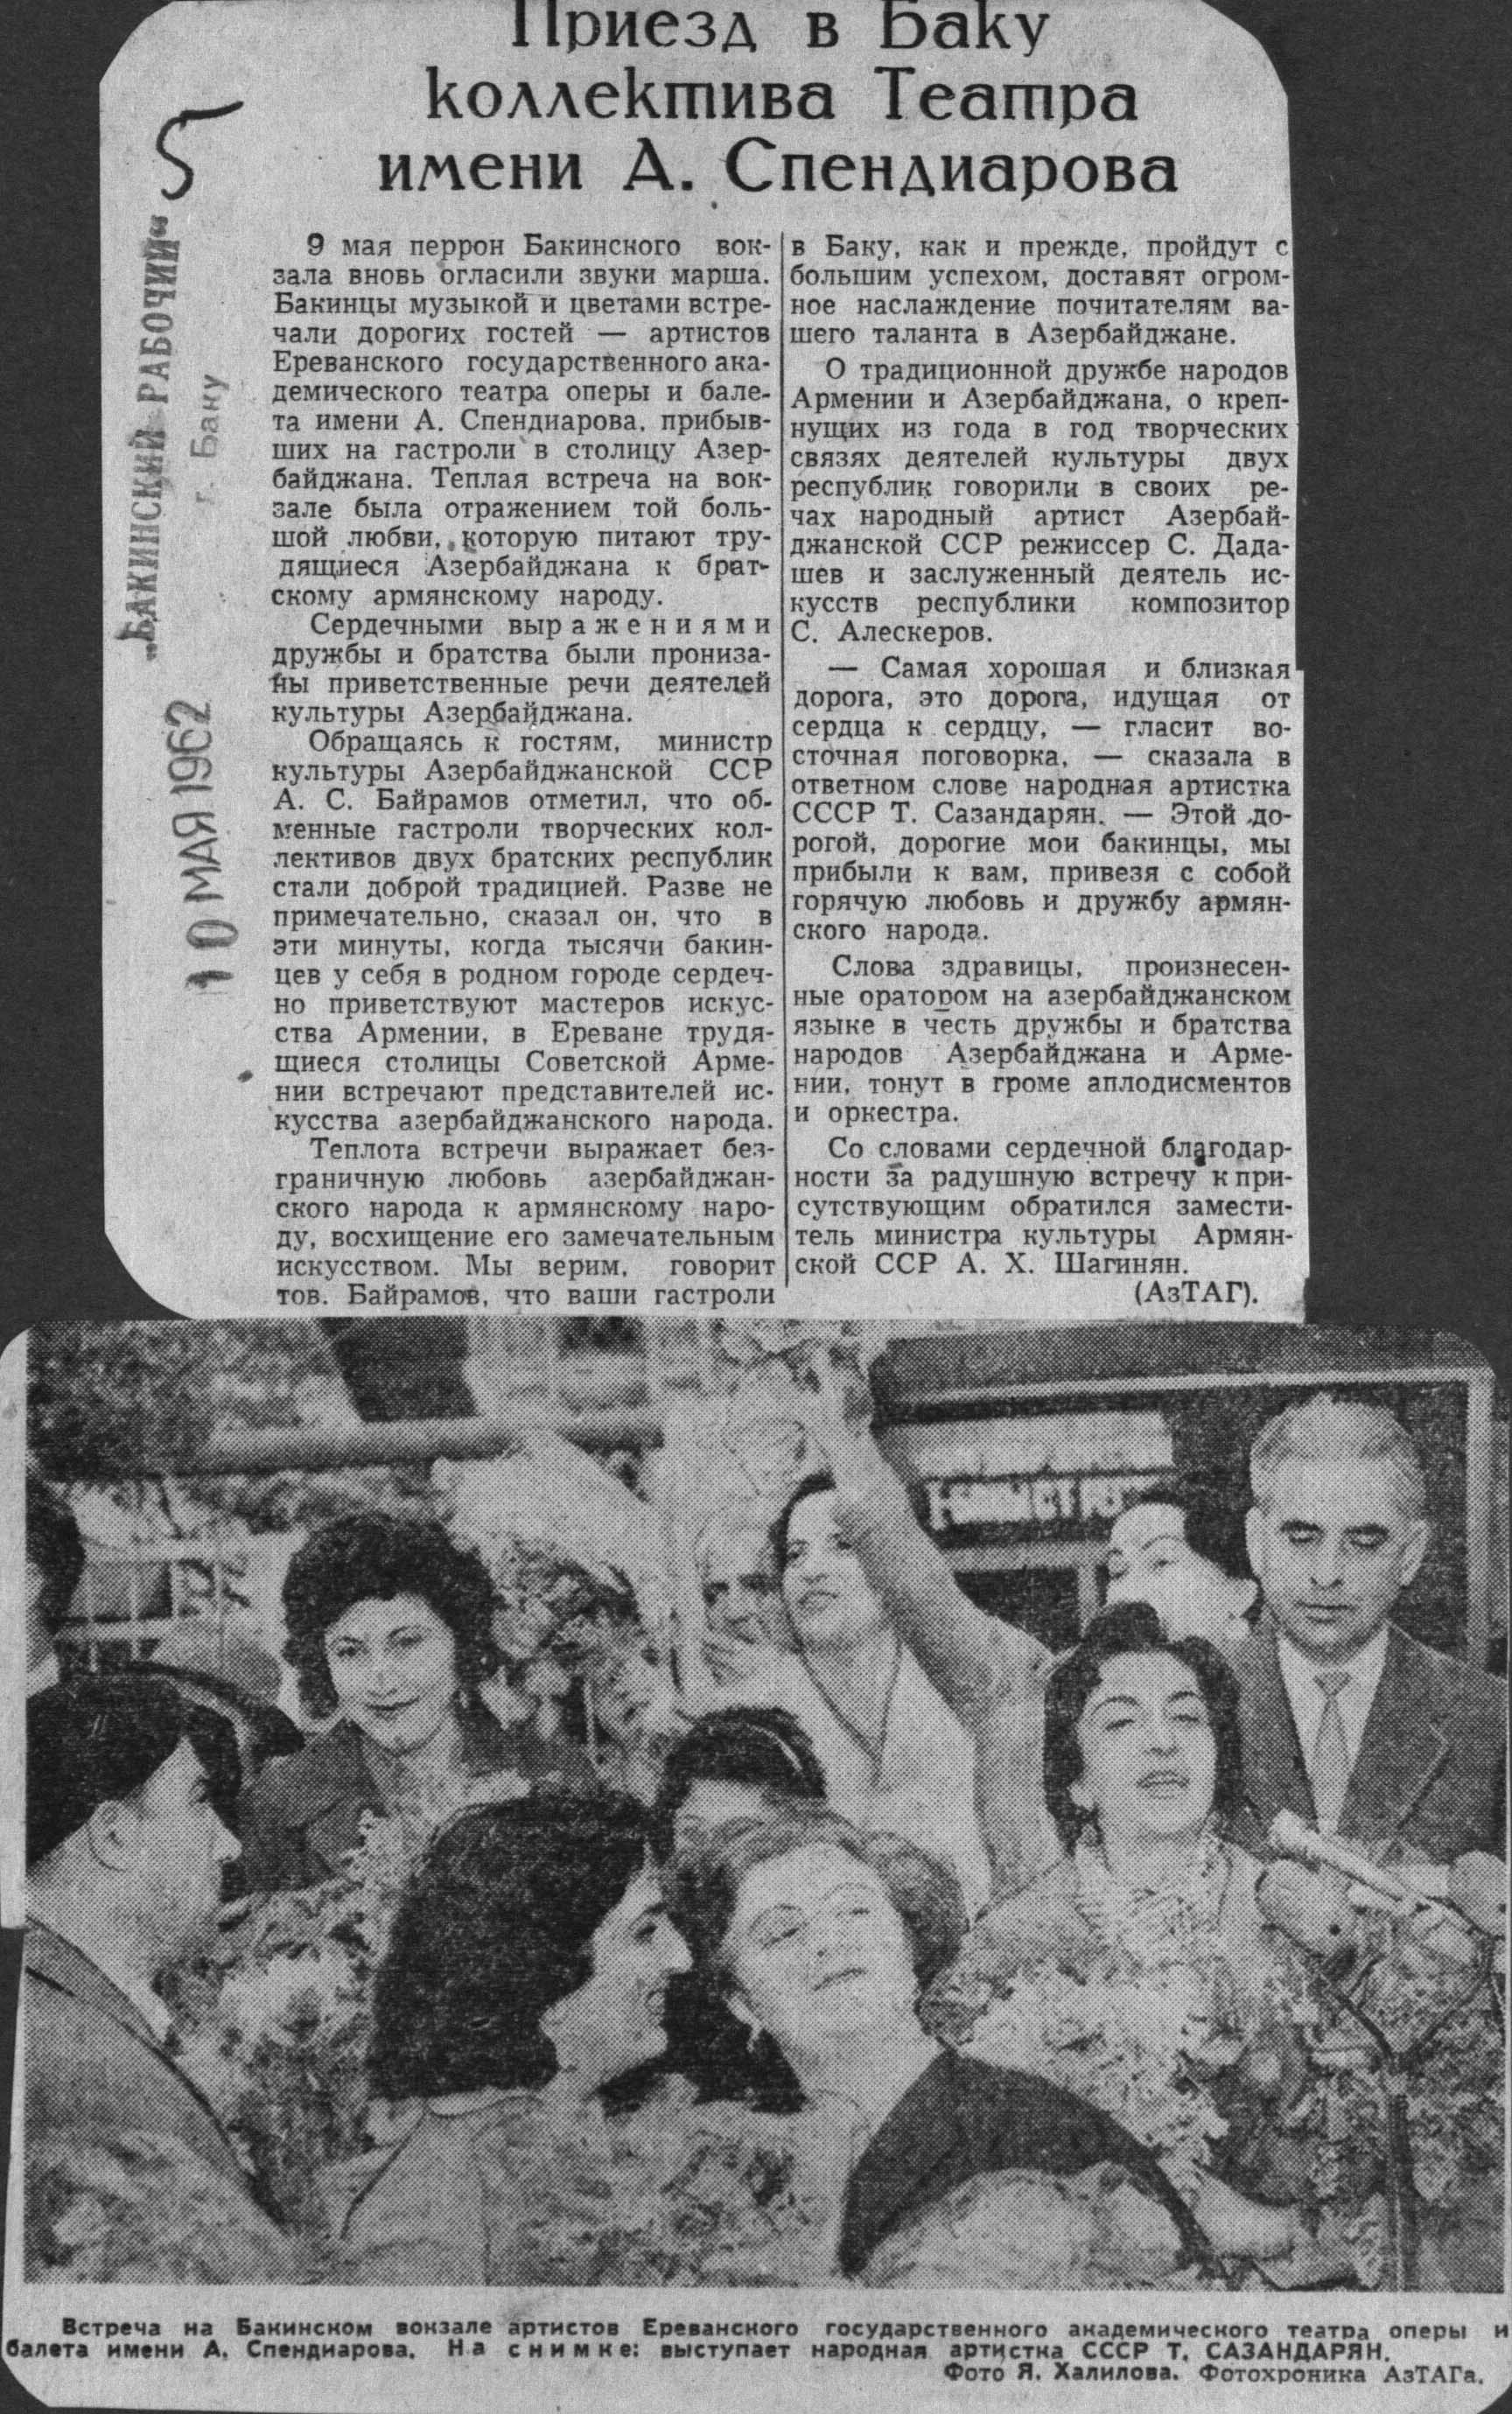 Приезд в Баку
коллектива Театра
имени А. Спендиарова
5
„БАКИНСКИЙ РАБОЧИЙ“
г. Баку
10 МАЯ 1962
9 мая перрон Бакинского вок-
зала вновь огласили звуки марша.
Бакинцы музыкой и цветами встре-
чали дорогих гостей — артистов
Ереванского государственного ака-
демического театра оперы и бале-
та имени А. Спендиарова, прибыв-
ших на гастроли в столицу Азер-
байджана. Теплая встреча на вок-
зале была отражением той боль-
шой любви, которую питают тру-
дящиеся Азербайджана к брат-
скому армянскому народу.
Сердечными выражениями
дружбы и братства были прониза-
ны приветственные речи деятелей
культуры Азербайджана.
Обращаясь к гостям, министр
культуры Азербайджанской ССР
А. С. Байрамов отметил, что об-
менные гастроли творческих кол-
лективов двух братских республик
стали доброй традицией. Разве не
примечательно, сказал он, что в
эти минуты, когда тысячи бакин-
цев у себя в родном городе сердеч-
но приветствуют мастеров искус-
ства Армении, в Ереване трудя-
щиеся столицы Советской Арме-
нии встречают представителей ис-
кусства азербайджанского народа.
Теплота встречи выражает без-
граничную любовь азербайджан-
ского народа к армянскому наро-
ду, восхищение его замечательным
искусством. Мы верим, говорит
тов. Байрамов, что ваши гастроли
в Баку, как и прежде, пройдут с
большим успехом, доставят огром-
ное наслаждение почитателям ва-
шего таланта в Азербайджане.
О традиционной дружбе народов
Армении и Азербайджана, о креп-
нущих из года в год творческих
связях деятелей культуры двух
республик говорили в своих ре-
чах народный артист Азербай-
джанской ССР режиссер С. Дада-
шев и заслуженный деятель ис-
кусств республики композитор
С. Алескеров.
— Самая хорошая и близкая
дорога, это дорога, идущая от
сердца к сердцу, — гласит во-
сточная поговорка, — сказала в
ответном слове народная артистка
СССР Т. Сазандарян. — Этой до-
рогой, дорогие мои бакинцы, мы
прибыли к вам, привезя с собой
горячую любовь и дружбу армян-
ского народа.
Слова здравицы, произнесен-
ные оратором на азербайджанском
языке в честь дружбы и братства
народов Азербайджана и Арме-
нии, тонут в громе аплодисментов
и оркестра.
Со словами сердечной благодар-
ности за радушную встречу к при-
сутствующим обратился замести-
тель министра культуры Армян-
ской ССР А. Х. Шагинян.
(АзТАГ).
Встреча на Бакинском вокзале артистов Ереванского государственного академического театра оперы и
балета имени А. Спендиарова. На снимке: выступает народная артистка СССР Т. САЗАНДАРЯН.
Фото Я. Халилова. Фотохроника АзТАГа.